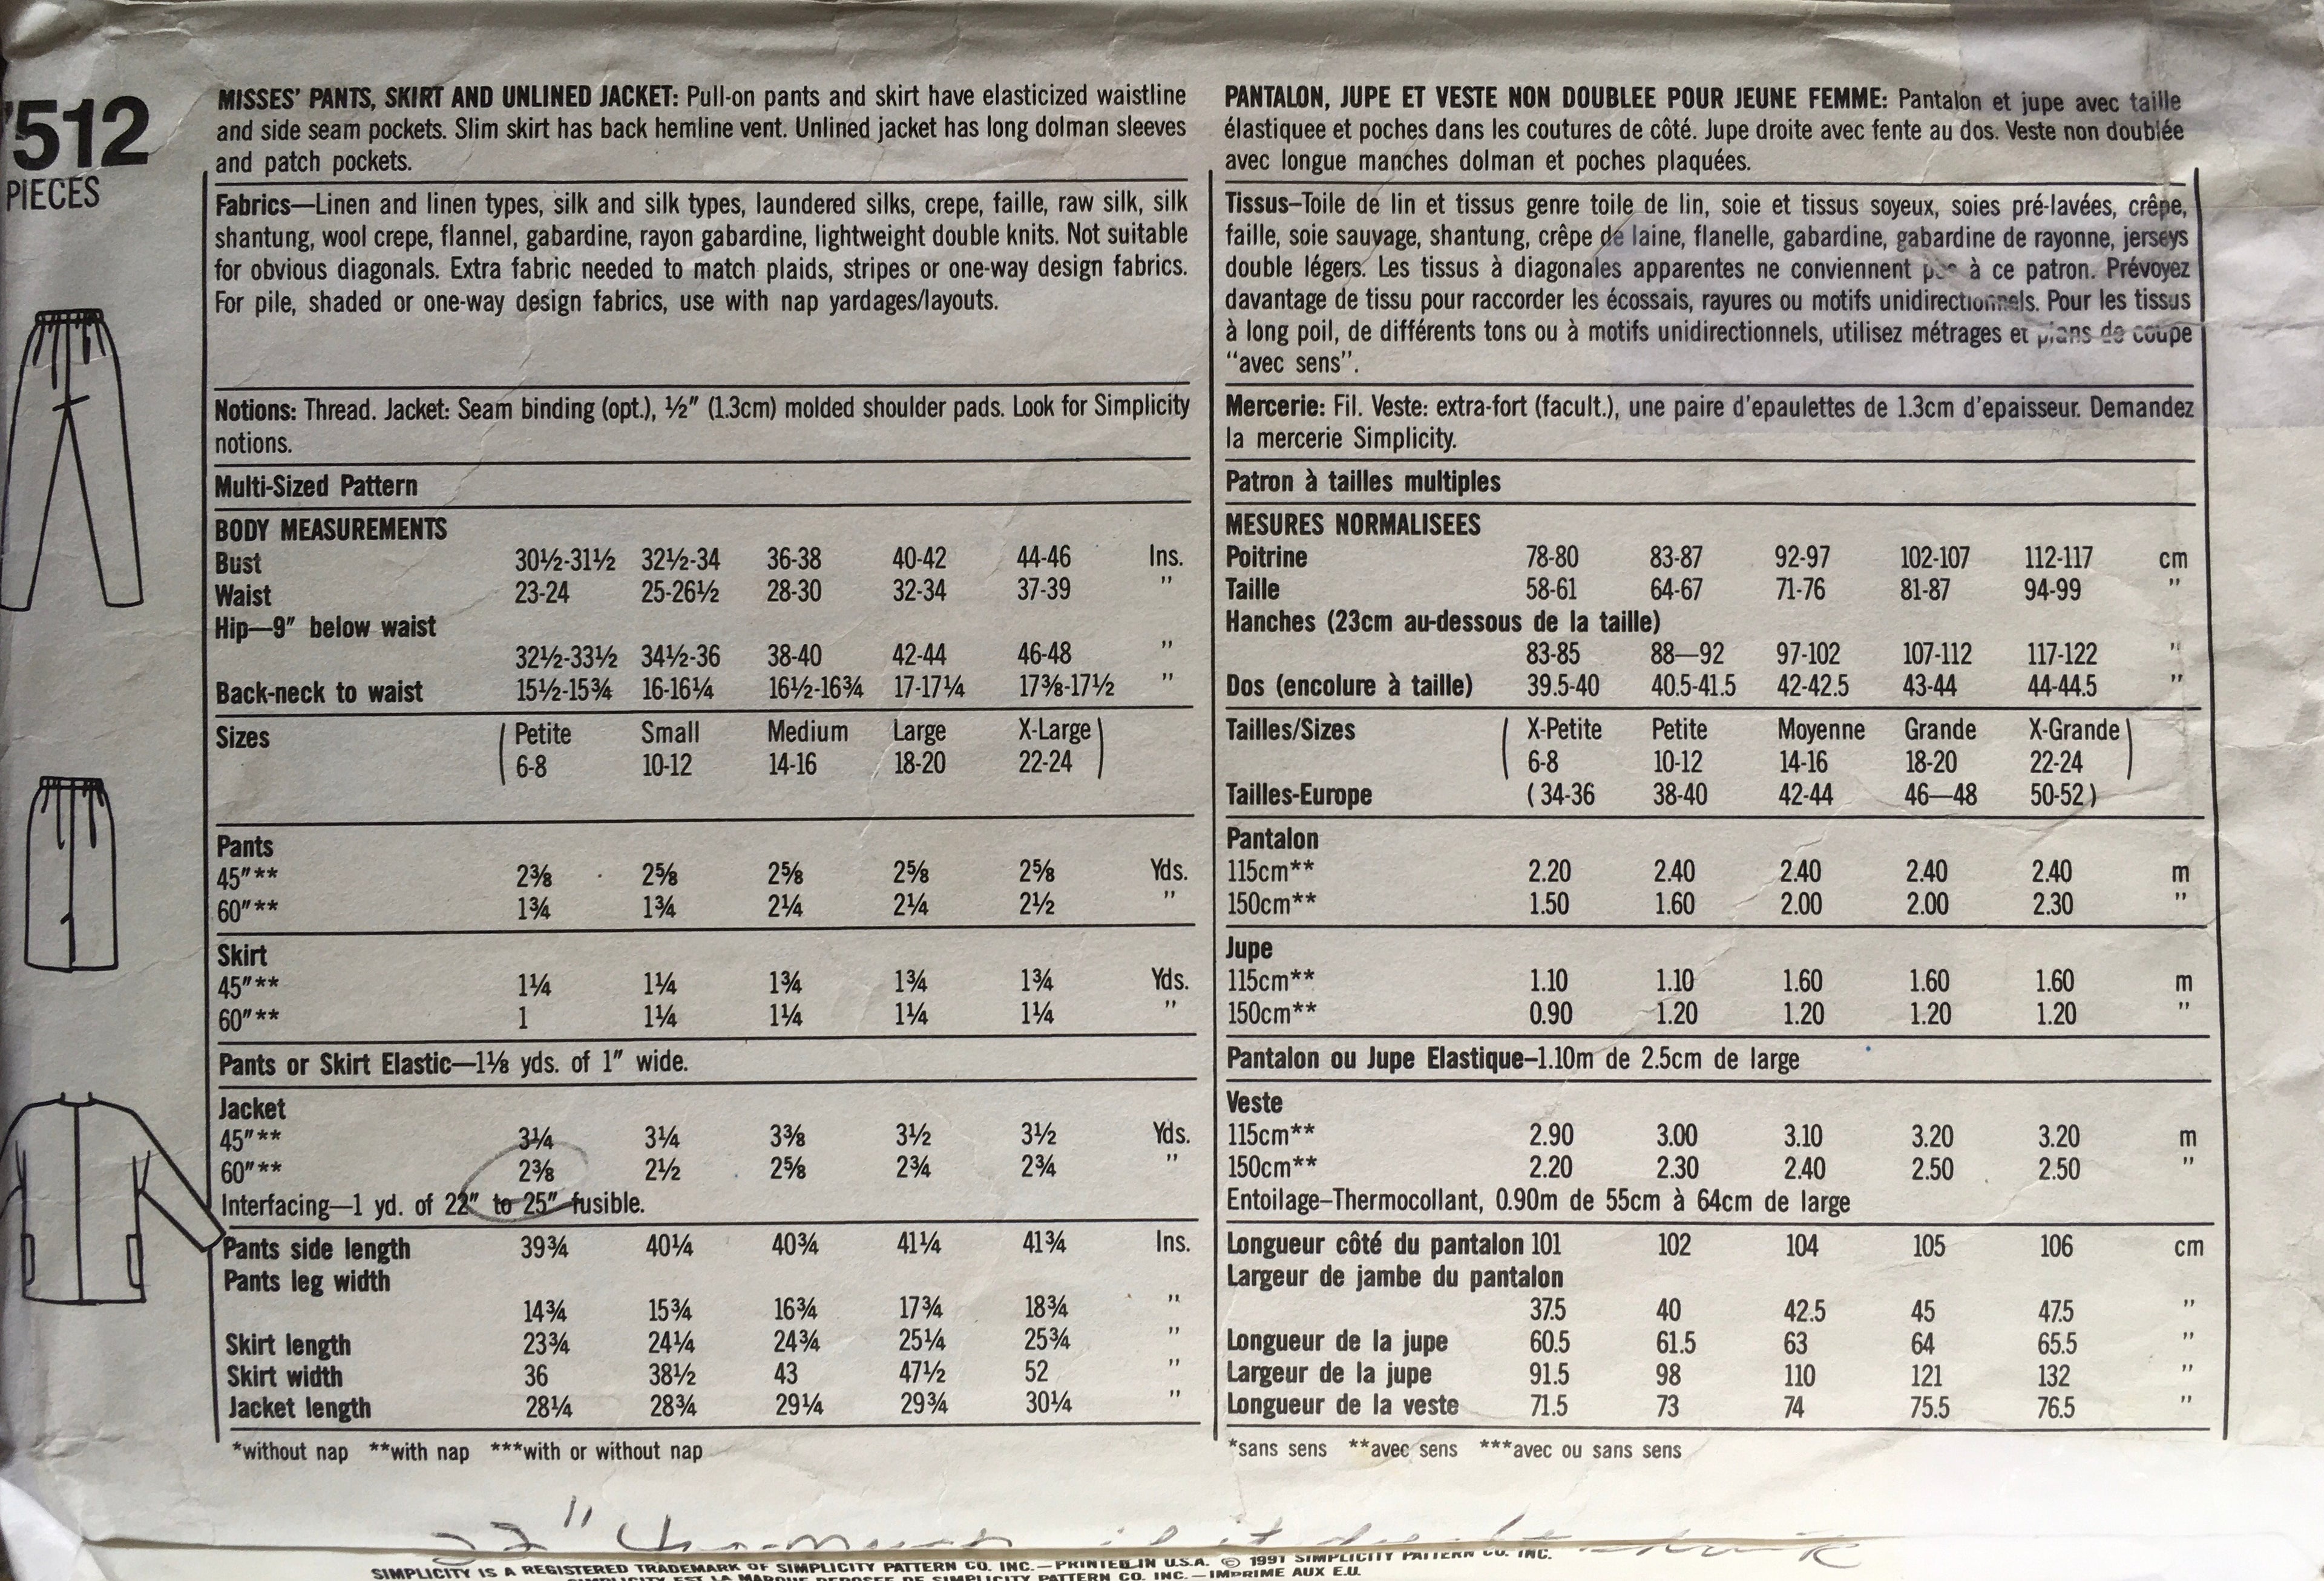 512
PIECES
MISSES' PANTS, SKIRT AND UNLINED JACKET: Pull-on pants and skirt have elasticized waistline
and side seam pockets. Slim skirt has back hemline vent. Unlined jacket has long dolman sleeves
and patch pockets.
Fabrics—Linen and linen types, silk and silk types, laundered silks, crepe, faille, raw silk, silk
shantung, wool crepe, flannel, gabardine, rayon gabardine, lightweight double knits. Not suitable
for obvious diagonals. Extra fabric needed to match plaids, stripes or one-way design fabrics.
For pile, shaded or one-way design fabrics, use with nap yardages/layouts.
Notions: Thread. Jacket: Seam binding (opt.), ½" (1.3cm) molded shoulder pads. Look for Simplicity
notions.
Multi-Sized Pattern
BODY MEASUREMENTS
Bust 30½-31½ 32½-34 36-38 40-42 44-46 Ins.
Waist 23-24 25-26½ 28-30 32-34 37-39 "
Hip—9" below waist
32½-33½ 34½-36 38-40 42-44 46-48 "
Back-neck to waist 15½-15¾ 16-16¼ 16½-16¾ 17-17¼ 17⅜-17½ "
Sizes ( Petite Small Medium Large X-Large )
6-8 10-12 14-16 18-20 22-24
Pants
45"** 2⅜ 2⅝ 2⅝ 2⅝ 2⅝ Yds.
60"** 1¾ 1¾ 2¼ 2¼ 2½ "
Skirt
45"** 1¼ 1¼ 1¾ 1¾ 1¾ Yds.
60"** 1 1¼ 1¼ 1¼ 1¼ "
Pants or Skirt Elastic—1⅛ yds. of 1" wide.
Jacket
45"** 3¼ 3¼ 3⅜ 3½ 3½ Yds.
60"** 2⅜ 2½ 2⅝ 2¾ 2¾ "
Interfacing—1 yd. of 22" to 25" fusible.
Pants side length 39¾ 40¼ 40¾ 41¼ 41¾ Ins.
Pants leg width
14¾ 15¾ 16¾ 17¾ 18¾ "
Skirt length 23¾ 24¼ 24¾ 25¼ 25¾ "
Skirt width 36 38½ 43 47½ 52 "
Jacket length 28¼ 28¾ 29¼ 29¾ 30¼ "
*without nap **with nap ***with or without nap
PANTALON, JUPE ET VESTE NON DOUBLEE POUR JEUNE FEMME: Pantalon et jupe avec taille
élastiquee et poches dans les coutures de côté. Jupe droite avec fente au dos. Veste non doublée
avec longue manches dolman et poches plaquées.
Tissus–Toile de lin et tissus genre toile de lin, soie et tissus soyeux, soies pré-lavées, crêpe,
faille, soie sauvage, shantung, crêpe de laine, flanelle, gabardine, gabardine de rayonne, jerseys
double légers. Les tissus à diagonales apparentes ne conviennent pas à ce patron. Prévoyez
davantage de tissu pour raccorder les écossais, rayures ou motifs unidirectionnels. Pour les tissus
à long poil, de différents tons ou à motifs unidirectionnels, utilisez métrages et plans de coupe
"avec sens".
Mercerie: Fil. Veste: extra-fort (facult.), une paire d'epaulettes de 1.3cm d'epaisseur. Demandez
la mercerie Simplicity.
Patron à tailles multiples
MESURES NORMALISEES
Poitrine 78-80 83-87 92-97 102-107 112-117 cm
Taille 58-61 64-67 71-76 81-87 94-99 "
Hanches (23cm au-dessous de la taille)
83-85 88—92 97-102 107-112 117-122 "
Dos (encolure à taille) 39.5-40 40.5-41.5 42-42.5 43-44 44-44.5 "
Tailles/Sizes ( X-Petite Petite Moyenne Grande X-Grande )
6-8 10-12 14-16 18-20 22-24
Tailles-Europe ( 34-36 38-40 42-44 46—48 50-52 )
Pantalon
115cm** 2.20 2.40 2.40 2.40 2.40 m
150cm** 1.50 1.60 2.00 2.00 2.30 "
Jupe
115cm** 1.10 1.10 1.60 1.60 1.60 m
150cm** 0.90 1.20 1.20 1.20 1.20 "
Pantalon ou Jupe Elastique–1.10m de 2.5cm de large
Veste
115cm** 2.90 3.00 3.10 3.20 3.20 m
150cm** 2.20 2.30 2.40 2.50 2.50 "
Entoilage–Thermocollant, 0.90m de 55cm à 64cm de large
Longueur côté du pantalon 101 102 104 105 106 cm
Largeur de jambe du pantalon
37.5 40 42.5 45 47.5 "
Longueur de la jupe 60.5 61.5 63 64 65.5 "
Largeur de la jupe 91.5 98 110 121 132 "
Longueur de la veste 71.5 73 74 75.5 76.5 "
*sans sens **avec sens ***avec ou sans sens
22"
SIMPLICITY IS A REGISTERED TRADEMARK OF SIMPLICITY PATTERN CO. INC.—PRINTED IN U.S.A. © 1991 SIMPLICITY PATTERN CO. INC.
SIMPLICITY EST LA MARQUE DEPOSEE DE SIMPLICITY PATTERN CO. INC.—IMPRIME AUX E.U.